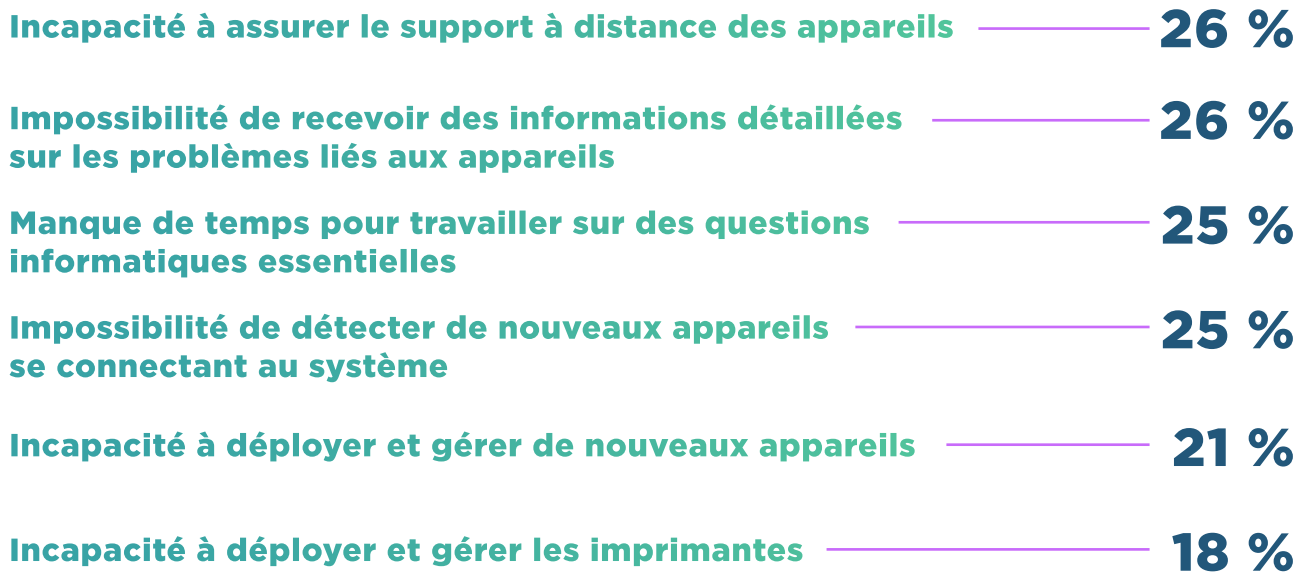 Incapacité à assurer le support à distance des appareils 26 %
Impossibilité de recevoir des informations détaillées 26 %
sur les problèmes liés aux appareils
Manque de temps pour travailler sur des questions 25 %
informatiques essentielles
Impossibilité de détecter de nouveaux appareils 25 %
se connectant au système
Incapacité à déployer et gérer de nouveaux appareils 21 %
Incapacité à déployer et gérer les imprimantes 18 %